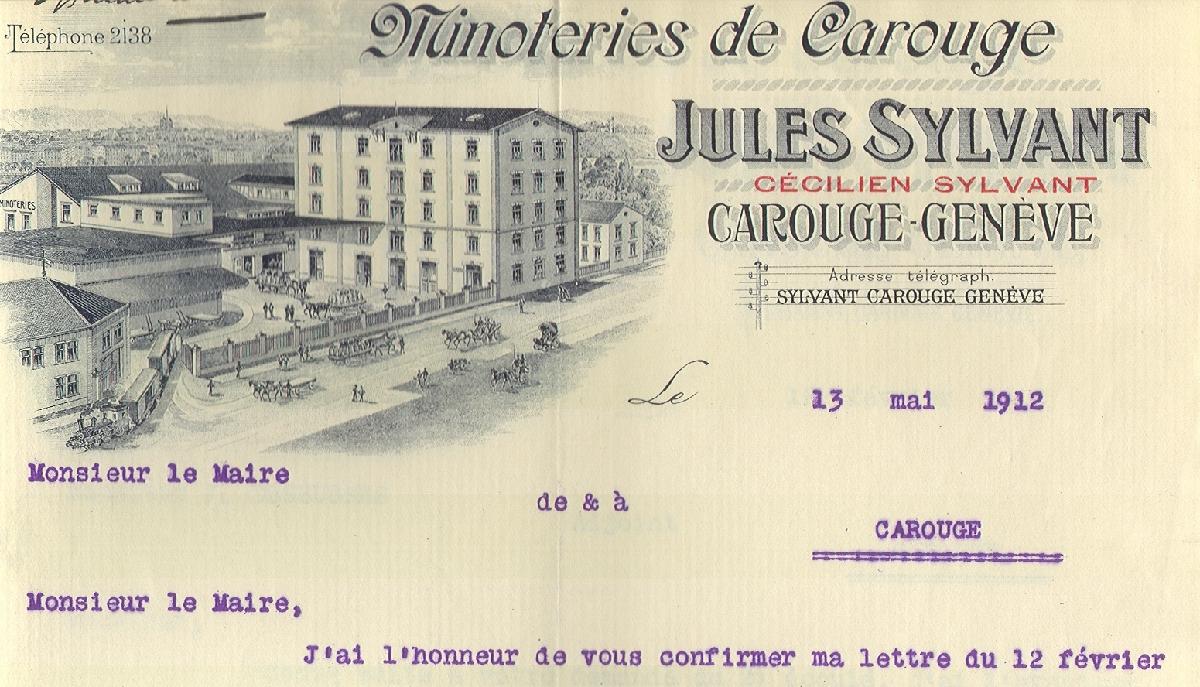 Téléphone 2138
Minoteries de Carouge
JULES SYLVANT
CÉCILIEN SYLVANT
CAROUGE-GENÈVE
Adresse télégraph.
SYLVANT CAROUGE GENÈVE
MINOTERIES
Le 13 mai 1912
Monsieur le Maire
de & à
CAROUGE
Monsieur le Maire,
J'ai l'honneur de vous confirmer ma lettre du 12 février